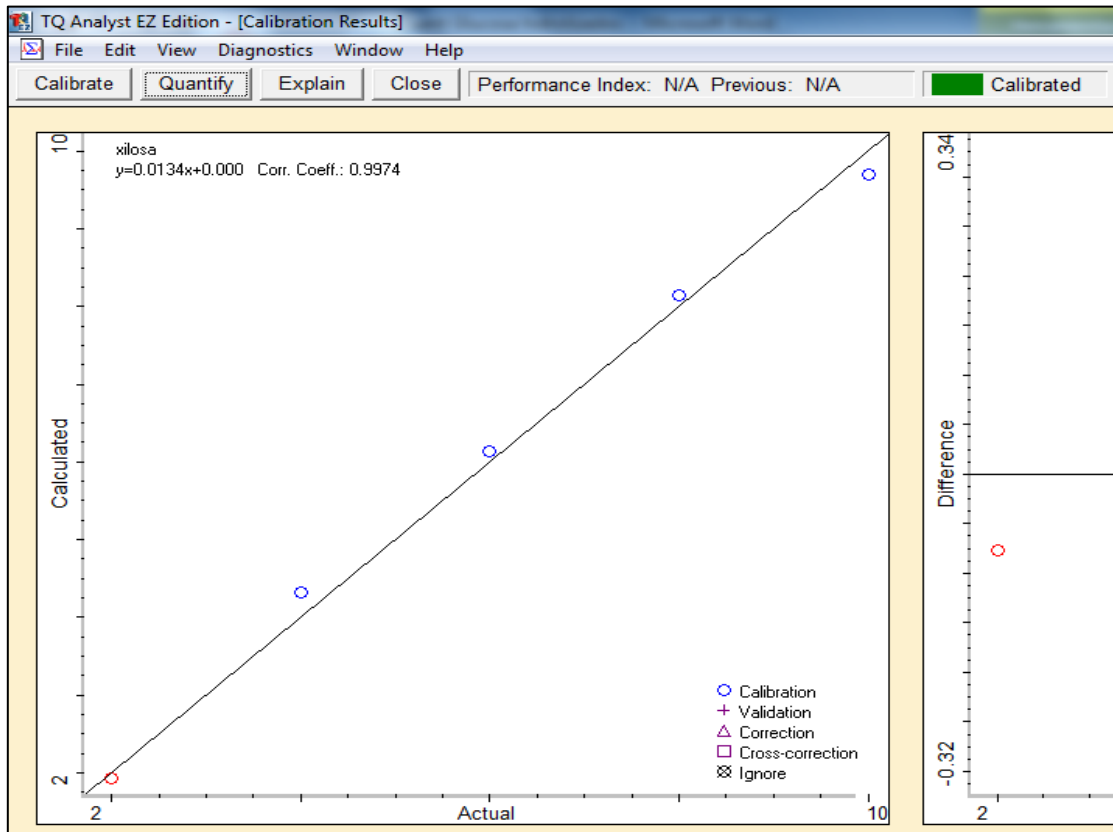 TQ Analyst EZ Edition - [Calibration Results]
File Edit View Diagnostics Window Help
Calibrate Quantify Explain Close Performance Index: N/A Previous: N/A Calibrated
xilosa
y=0.0134x+0.000 Corr. Coeff.: 0.9974
10
Calculated
2
Calibration
Validation
Correction
Cross-correction
Ignore
2 Actual 10
0.34
Difference
-0.32
2